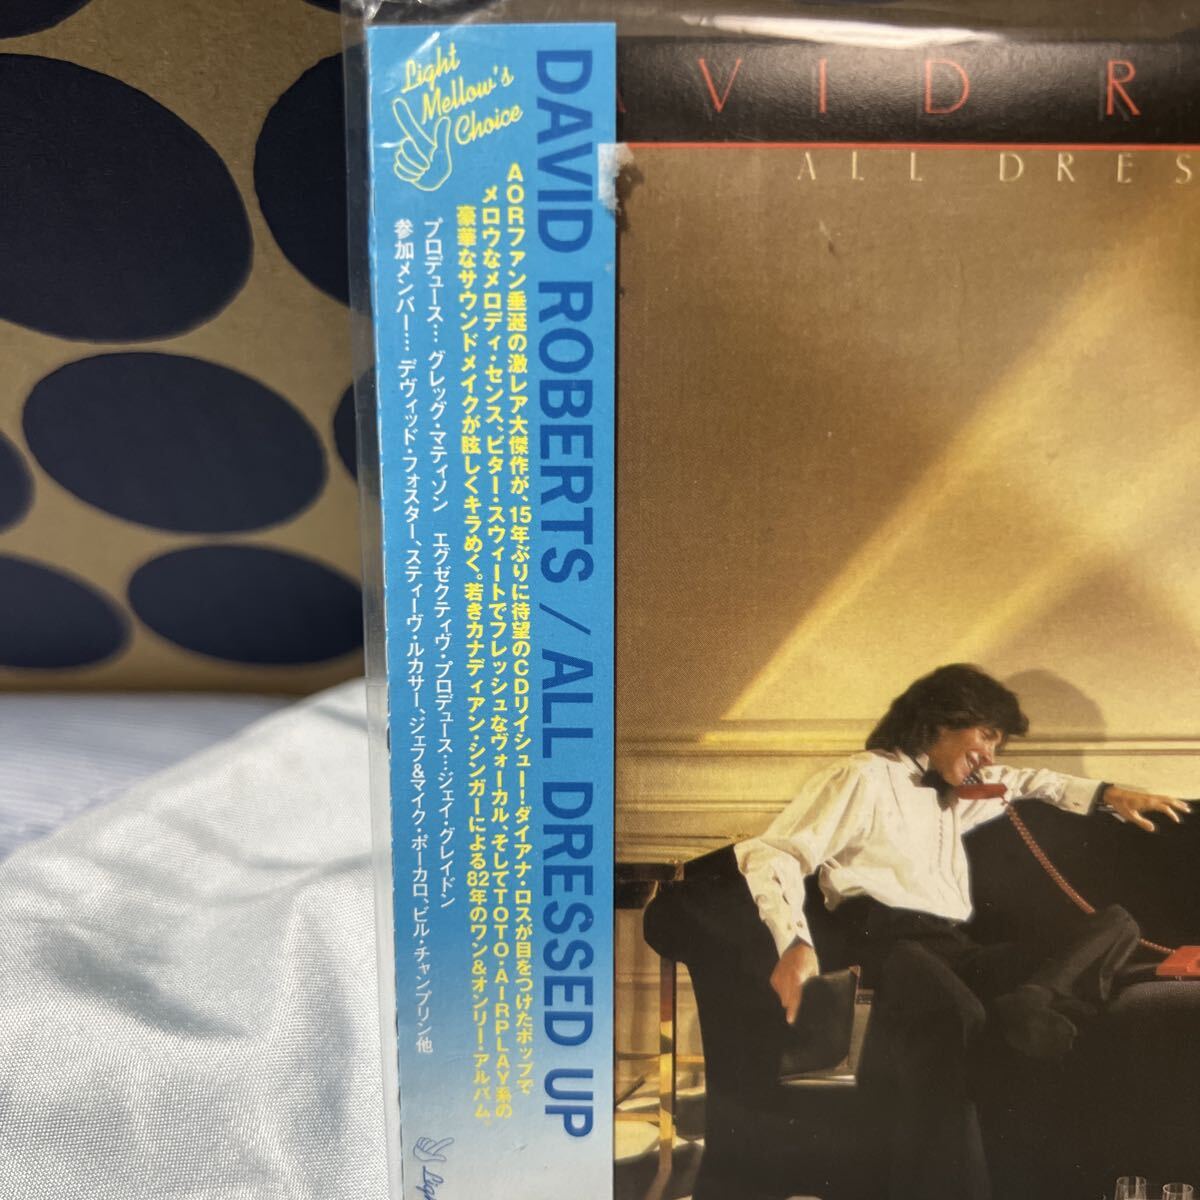 Light
Mellow's
Choice
DAVID ROBERTS / ALL DRESSED UP
AORファン垂涎の激レア大傑作が、15年ぶりに待望のCDリイシュー！ダイアナ・ロスが目をつけたポップで
メロウなメロディ・センス、ビター・スウィートでフレッシュなヴォーカル、そしてTOTO・AIRPLAY系の
豪華なサウンドメイクが眩しくキラめく。若きカナディアン・シンガーによる82年のワン&オンリー・アルバム。
プロデュース… グレッグ・マティソン　エグゼクティヴ・プロデュース…ジェイ・グレイドン
参加メンバー… デヴィッド・フォスター、スティーヴ・ルカサー、ジェフ&マイク・ポーカロ、ビル・チャンプリン他
AVID R
ALL DRES
Lig